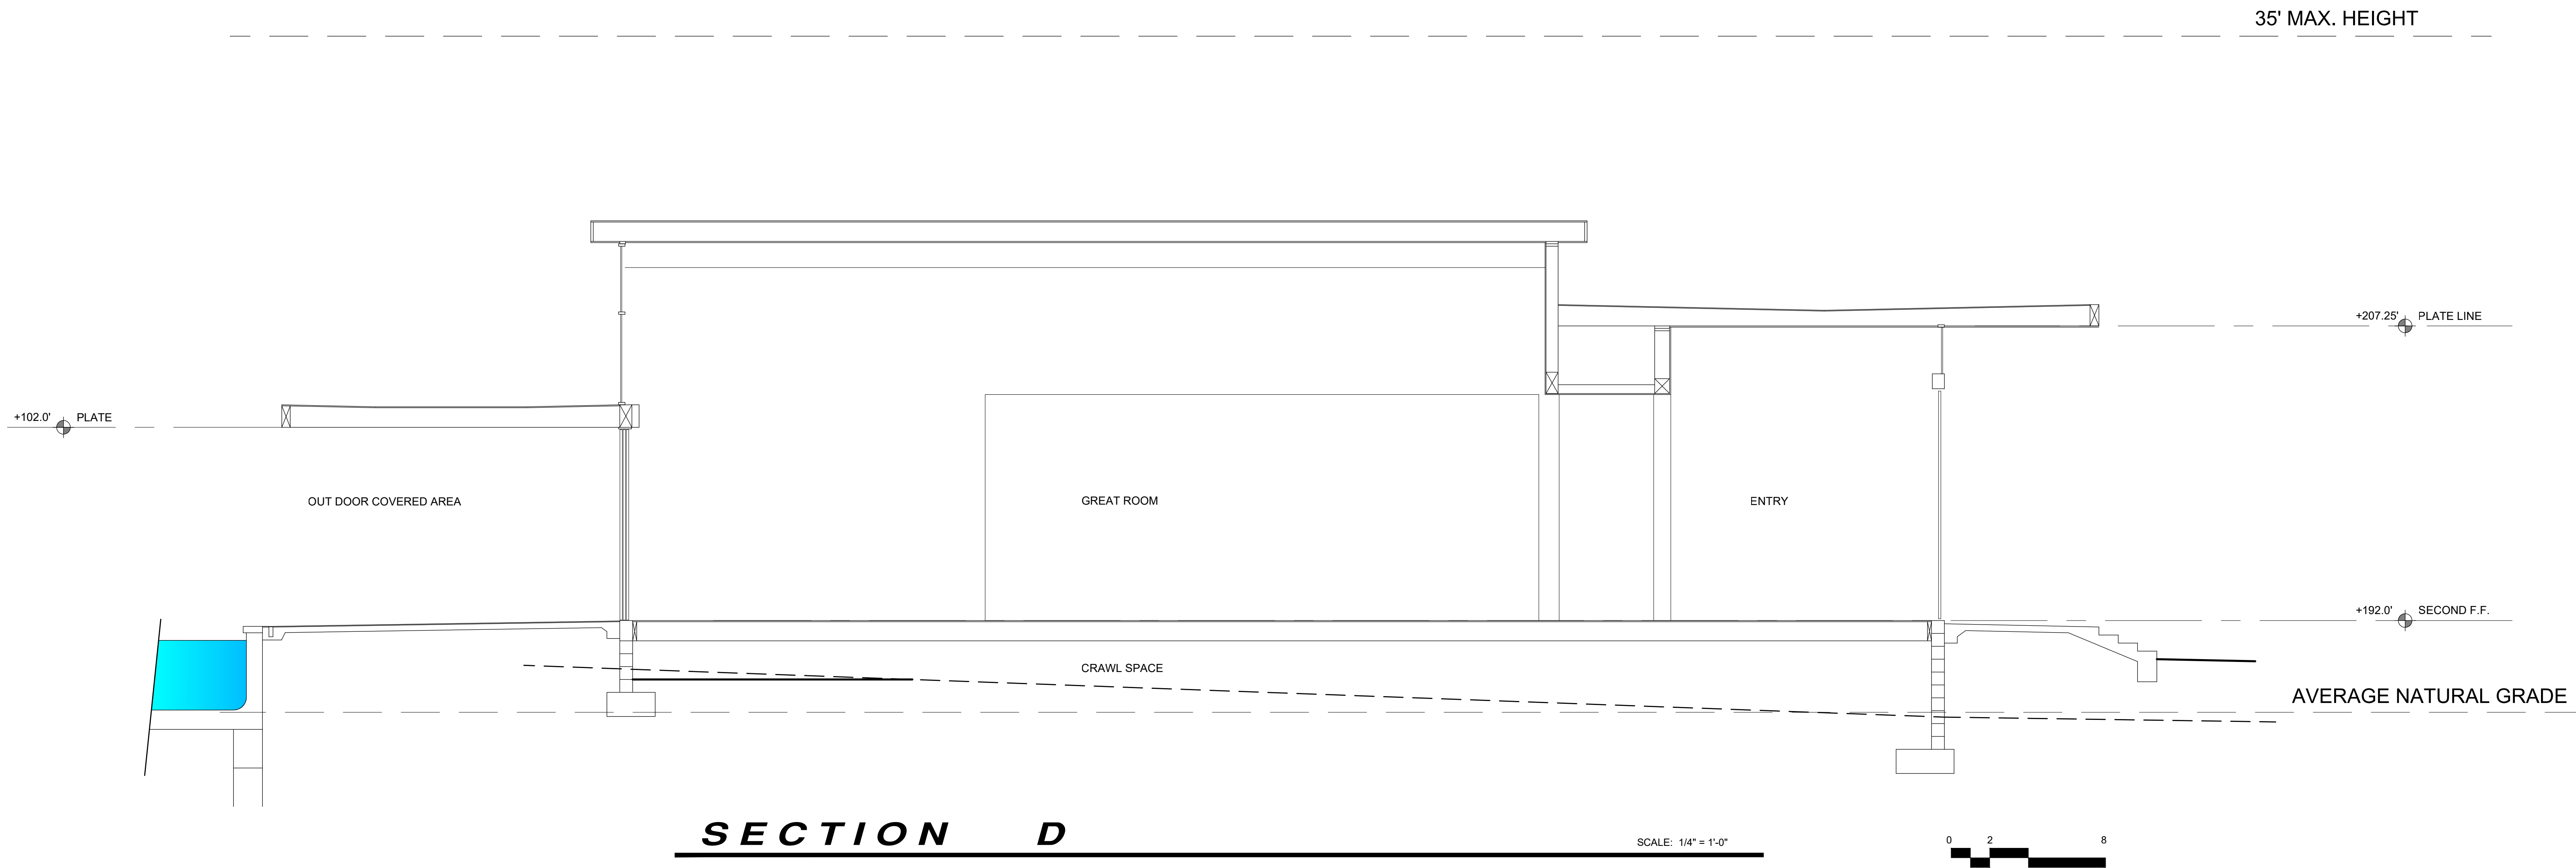 35' MAX. HEIGHT
+207.25' PLATE LINE
+102.0' PLATE
OUT DOOR COVERED AREA
GREAT ROOM
ENTRY
+192.0' SECOND F.F.
CRAWL SPACE
AVERAGE NATURAL GRADE
SECTION D
SCALE: 1/4" = 1'-0"
0 2 8